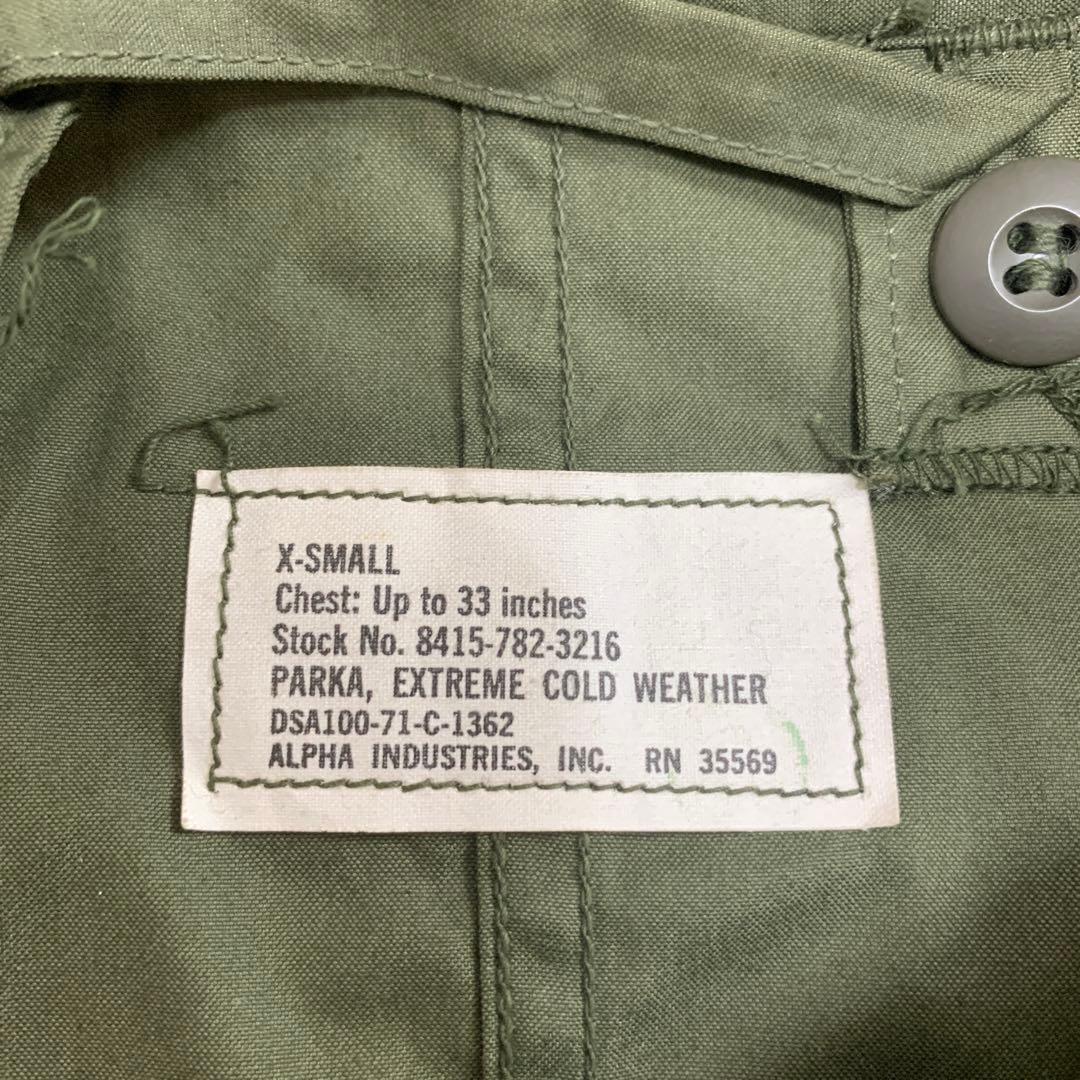 X-SMALL
Chest: Up to 33 inches
Stock No. 8415-782-3216
PARKA, EXTREME COLD WEATHER
DSA100-71-C-1362
ALPHA INDUSTRIES, INC. RN 35569